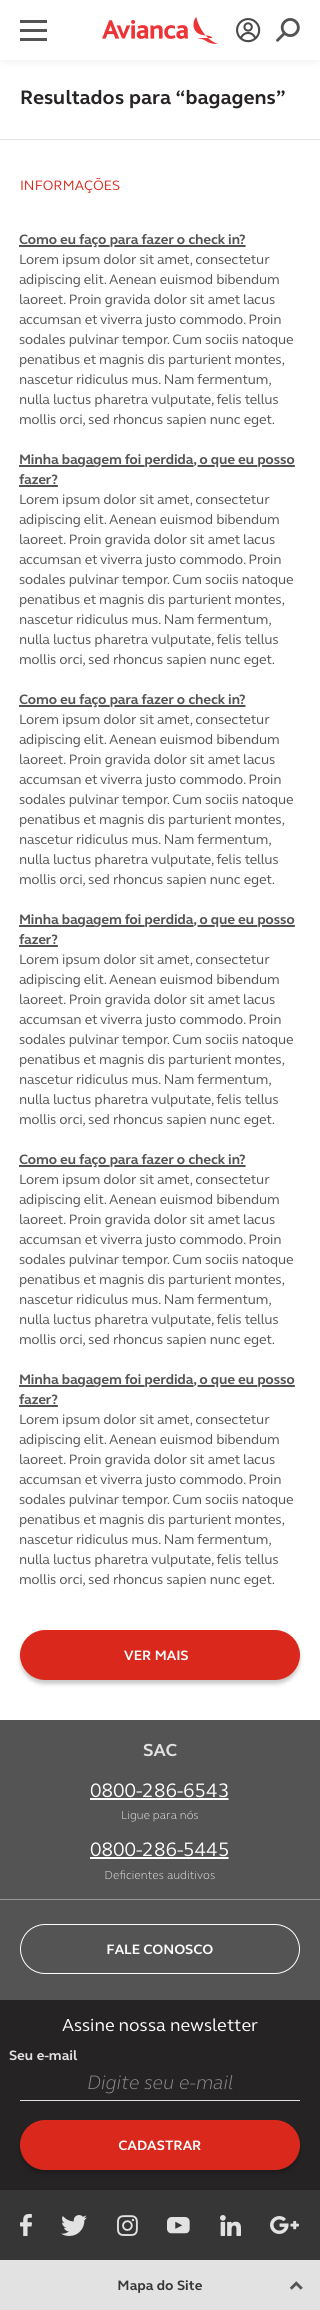 Avianca
Resultados para “bagagens”
INFORMAÇÕES
Como eu faço para fazer o check in?
Lorem ipsum dolor sit amet, consectetur
adipiscing elit. Aenean euismod bibendum
laoreet. Proin gravida dolor sit amet lacus
accumsan et viverra justo commodo. Proin
sodales pulvinar tempor. Cum sociis natoque
penatibus et magnis dis parturient montes,
nascetur ridiculus mus. Nam fermentum,
nulla luctus pharetra vulputate, felis tellus
mollis orci, sed rhoncus sapien nunc eget.
Minha bagagem foi perdida, o que eu posso
fazer?
Lorem ipsum dolor sit amet, consectetur
adipiscing elit. Aenean euismod bibendum
laoreet. Proin gravida dolor sit amet lacus
accumsan et viverra justo commodo. Proin
sodales pulvinar tempor. Cum sociis natoque
penatibus et magnis dis parturient montes,
nascetur ridiculus mus. Nam fermentum,
nulla luctus pharetra vulputate, felis tellus
mollis orci, sed rhoncus sapien nunc eget.
Como eu faço para fazer o check in?
Lorem ipsum dolor sit amet, consectetur
adipiscing elit. Aenean euismod bibendum
laoreet. Proin gravida dolor sit amet lacus
accumsan et viverra justo commodo. Proin
sodales pulvinar tempor. Cum sociis natoque
penatibus et magnis dis parturient montes,
nascetur ridiculus mus. Nam fermentum,
nulla luctus pharetra vulputate, felis tellus
mollis orci, sed rhoncus sapien nunc eget.
Minha bagagem foi perdida, o que eu posso
fazer?
Lorem ipsum dolor sit amet, consectetur
adipiscing elit. Aenean euismod bibendum
laoreet. Proin gravida dolor sit amet lacus
accumsan et viverra justo commodo. Proin
sodales pulvinar tempor. Cum sociis natoque
penatibus et magnis dis parturient montes,
nascetur ridiculus mus. Nam fermentum,
nulla luctus pharetra vulputate, felis tellus
mollis orci, sed rhoncus sapien nunc eget.
Como eu faço para fazer o check in?
Lorem ipsum dolor sit amet, consectetur
adipiscing elit. Aenean euismod bibendum
laoreet. Proin gravida dolor sit amet lacus
accumsan et viverra justo commodo. Proin
sodales pulvinar tempor. Cum sociis natoque
penatibus et magnis dis parturient montes,
nascetur ridiculus mus. Nam fermentum,
nulla luctus pharetra vulputate, felis tellus
mollis orci, sed rhoncus sapien nunc eget.
Minha bagagem foi perdida, o que eu posso
fazer?
Lorem ipsum dolor sit amet, consectetur
adipiscing elit. Aenean euismod bibendum
laoreet. Proin gravida dolor sit amet lacus
accumsan et viverra justo commodo. Proin
sodales pulvinar tempor. Cum sociis natoque
penatibus et magnis dis parturient montes,
nascetur ridiculus mus. Nam fermentum,
nulla luctus pharetra vulputate, felis tellus
mollis orci, sed rhoncus sapien nunc eget.
VER MAIS
SAC
0800-286-6543
Ligue para nós
0800-286-5445
Deficientes auditivos
FALE CONOSCO
Assine nossa newsletter
Seu e-mail
Digite seu e-mail
CADASTRAR
Mapa do Site